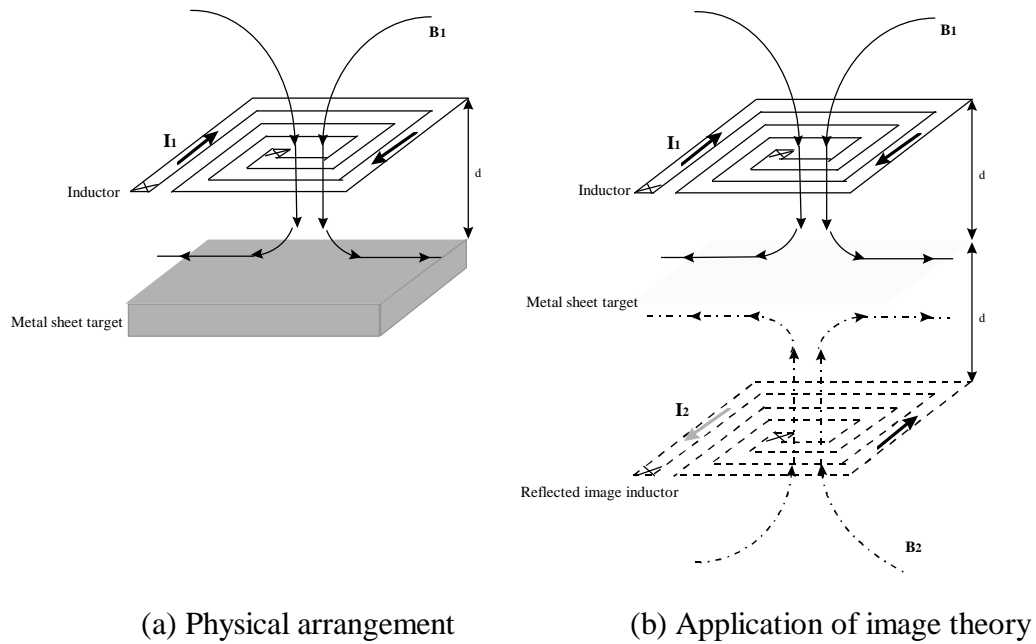 B1
I1
d
Inductor
Metal sheet target
(a) Physical arrangement
B1
I1
d
Inductor
Metal sheet target
d
I2
Reflected image inductor
B2
(b) Application of image theory